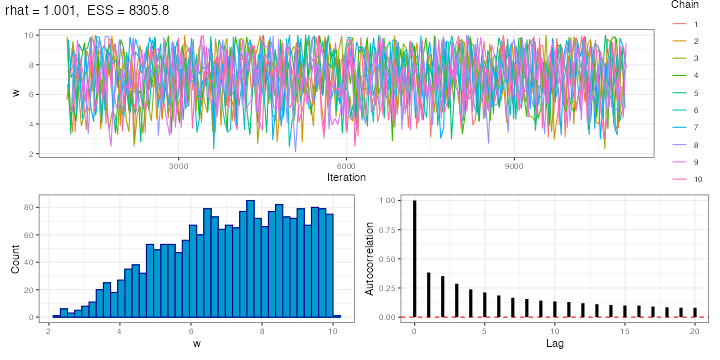 rhat = 1.001, ESS = 8305.8
Chain
1
2
3
4
5
6
7
8
9
10
w
10
8
6
4
2
3000 6000 9000
Iteration
Count
80
60
40
20
0
2 4 6 8 10
w
Autocorrelation
1.00
0.75
0.50
0.25
0.00
0 5 10 15 20
Lag